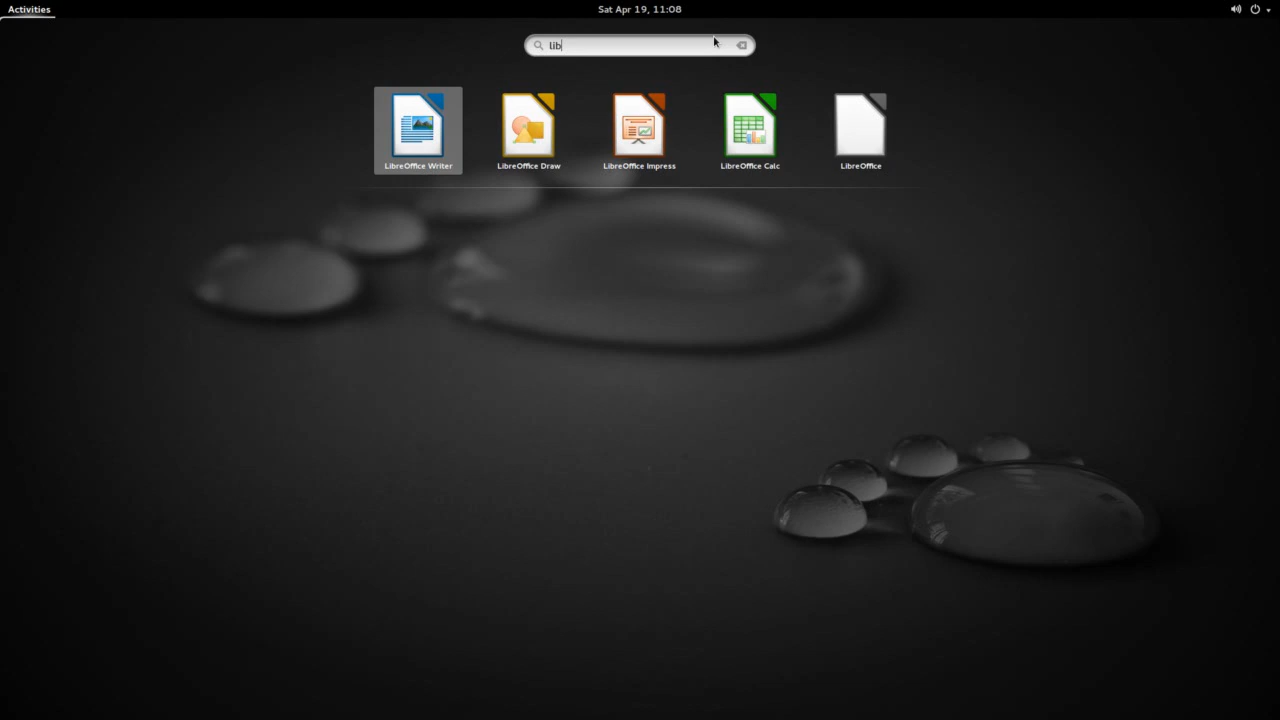 Activities
Sat Apr 19, 11:08
lib
LibreOffice Writer
LibreOffice Draw
LibreOffice Impress
LibreOffice Calc
LibreOffice